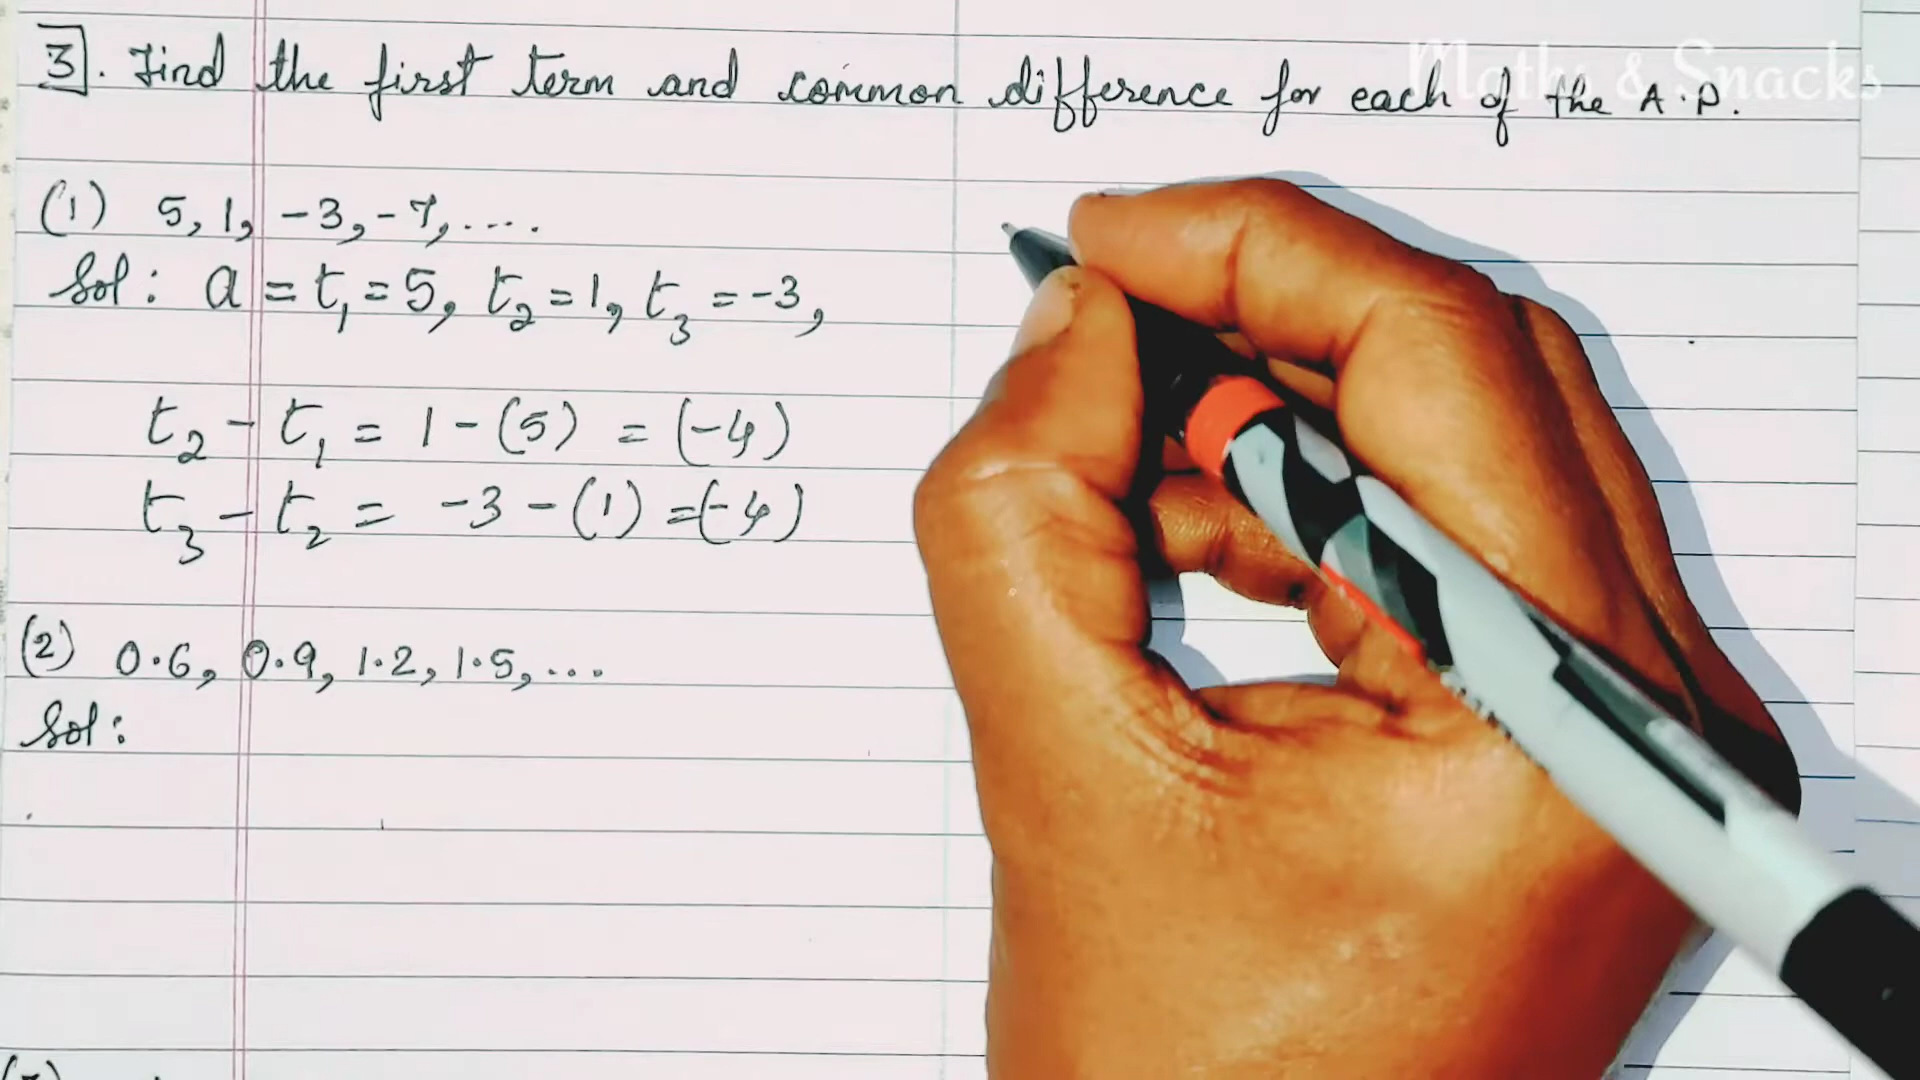 3. Find the first term and common difference for each of the A.P.
Maths & Snacks
(1) 5, 1, -3, -7, ....
Sol: a = t₁ = 5, t₂ = 1, t₃ = -3,
t₂ - t₁ = 1 - (5) = (-4)
t₃ - t₂ = -3 - (1) = (-4)
(2) 0.6, 0.9, 1.2, 1.5, ...
Sol: